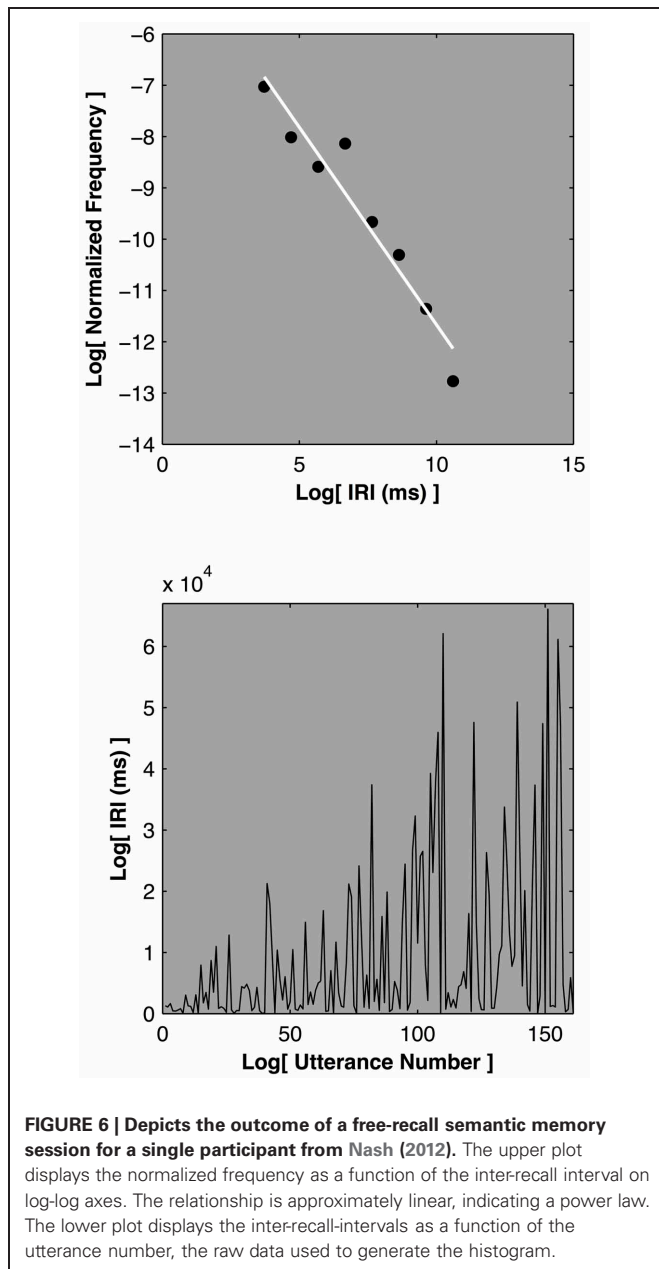 −6
−7
−8
−9
−10
−11
−12
−13
−14
Log[ Normalized Frequency ]
0 5 10 15
Log[ IRI (ms) ]
x 10^4
6
5
4
3
2
1
0
Log[ IRI (ms) ]
0 50 100 150
Log[ Utterance Number ]
FIGURE 6 | Depicts the outcome of a free-recall semantic memory
session for a single participant from Nash (2012). The upper plot
displays the normalized frequency as a function of the inter-recall interval on
log-log axes. The relationship is approximately linear, indicating a power law.
The lower plot displays the inter-recall-intervals as a function of the
utterance number, the raw data used to generate the histogram.